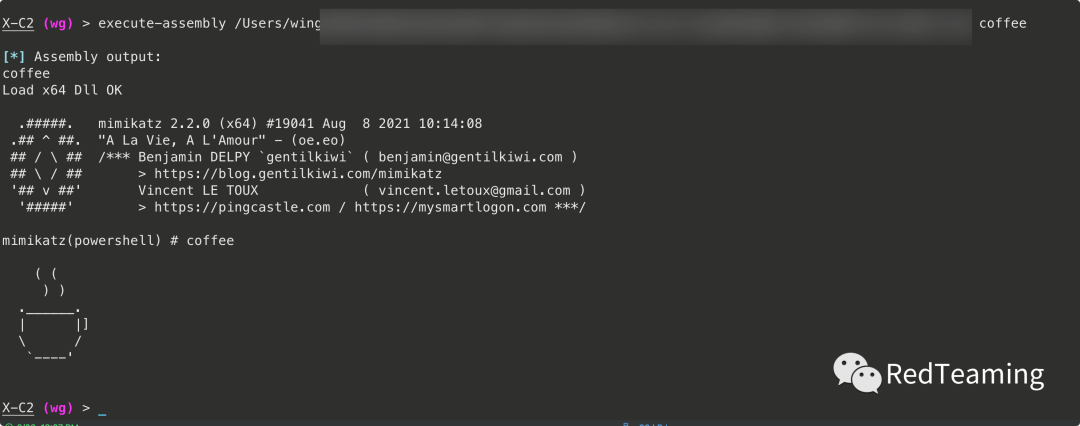 X-C2 (wg) > execute-assembly /Users/wing coffee
[*] Assembly output:
coffee
Load x64 Dll OK
  .#####.   mimikatz 2.2.0 (x64) #19041 Aug  8 2021 10:14:08
 .## ^ ##.  "A La Vie, A L'Amour" - (oe.eo)
 ## / \ ##  /*** Benjamin DELPY `gentilkiwi` ( benjamin@gentilkiwi.com )
 ## \ / ##       > https://blog.gentilkiwi.com/mimikatz
 '## v ##'       Vincent LE TOUX             ( vincent.letoux@gmail.com )
  '#####'        > https://pingcastle.com / https://mysmartlogon.com ***/
mimikatz(powershell) # coffee
    ( (
     ) )
  .______.
  |      |]
  \      /
   `----'
RedTeaming
X-C2 (wg) > _